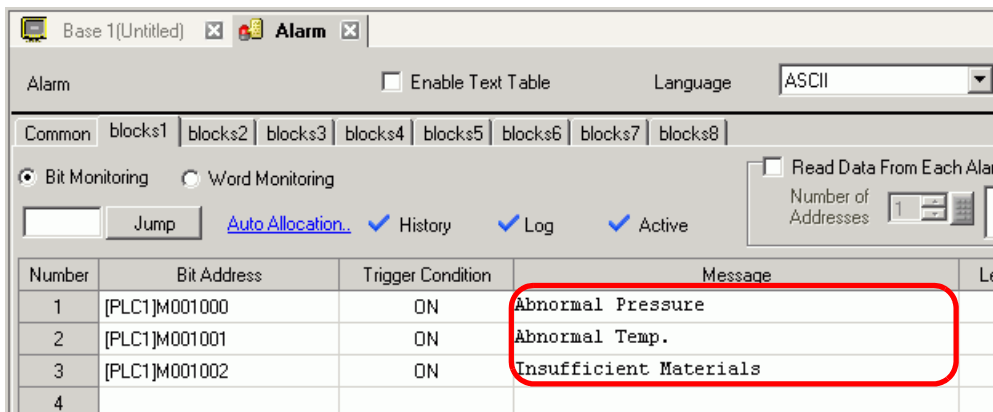 Base 1(Untitled) Alarm
Alarm Enable Text Table Language ASCII
Common blocks1 blocks2 blocks3 blocks4 blocks5 blocks6 blocks7 blocks8
Bit Monitoring Word Monitoring Read Data From Each Alar
Number of
Addresses 1
Jump Auto Allocation.. History Log Active
Number Bit Address Trigger Condition Message Le
1 [PLC1]M001000 ON Abnormal Pressure
2 [PLC1]M001001 ON Abnormal Temp.
3 [PLC1]M001002 ON Insufficient Materials
4